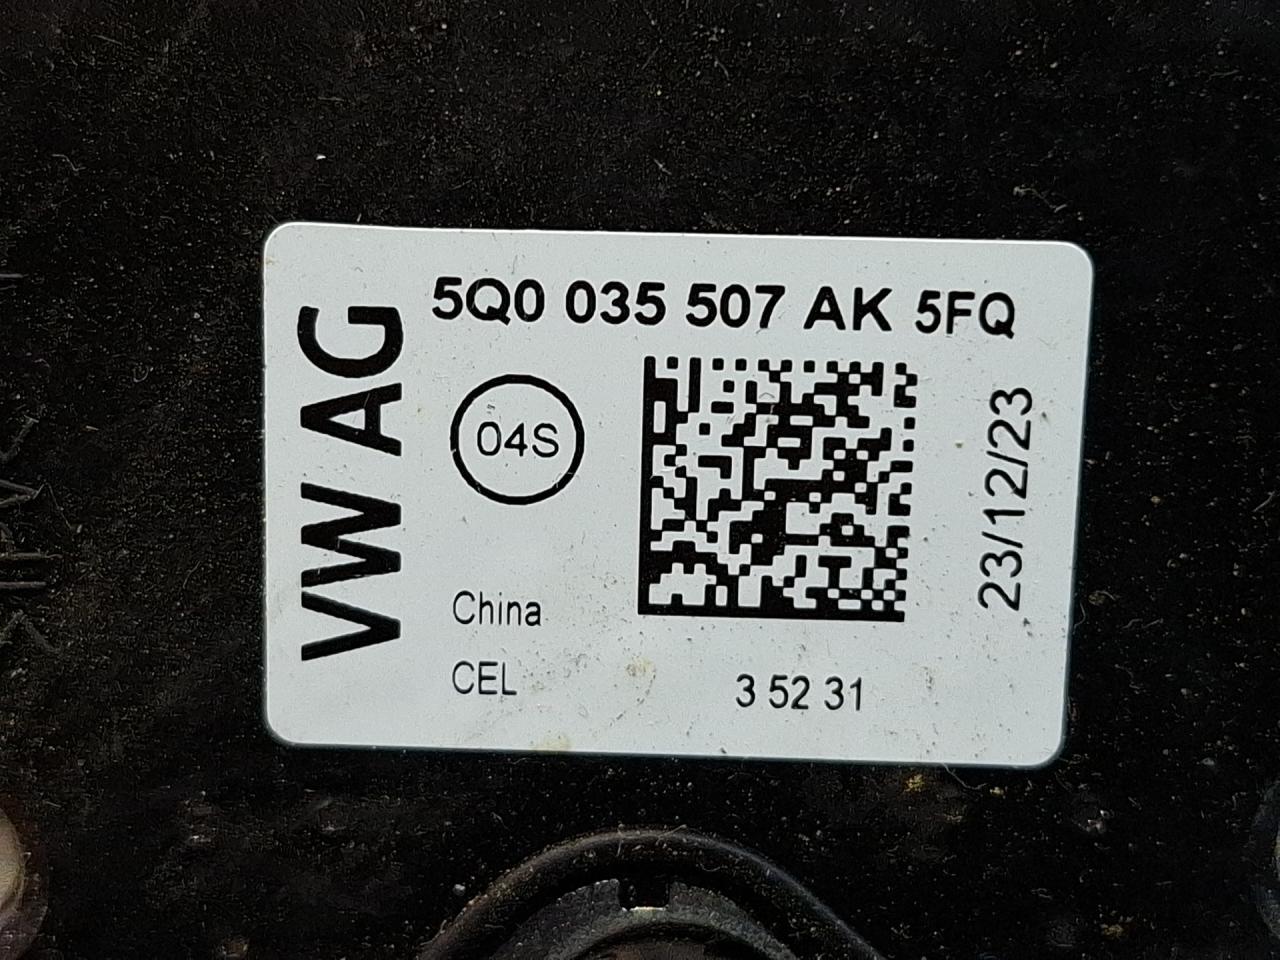 VW AG
5Q0 035 507 AK 5FQ
04S
23/12/23
China
CEL
3 52 31